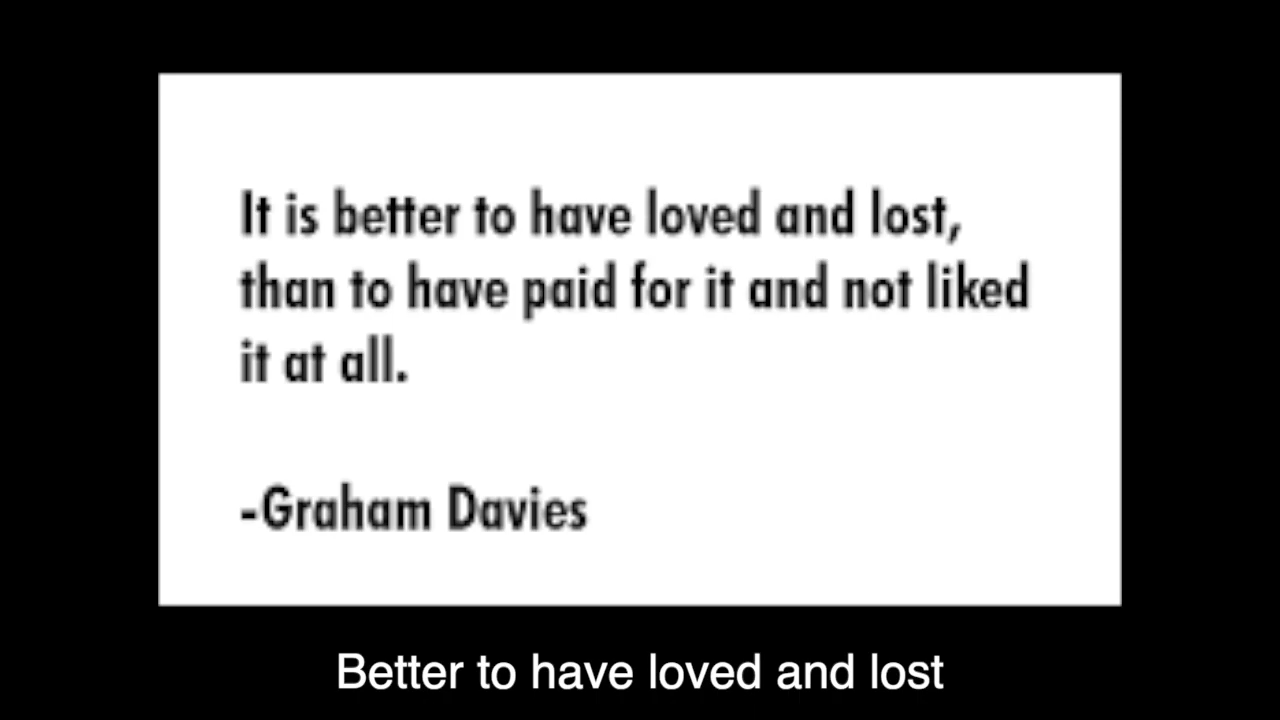 It is better to have loved and lost,
than to have paid for it and not liked
it at all.
-Graham Davies
Better to have loved and lost